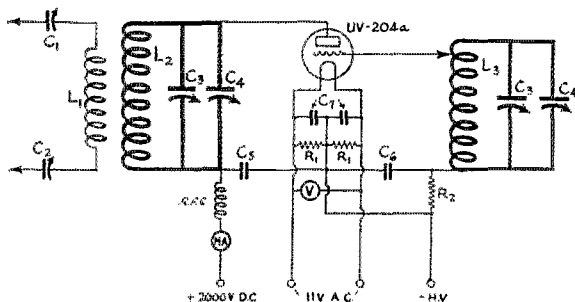 UV-204a
C1
L2
C3
C4
L3
C3
C4
L1
C7
C2
C5
R1
R1
C6
V
R2
R.F.C
MA
+2000V D.C.
11V A.C.
-H.V